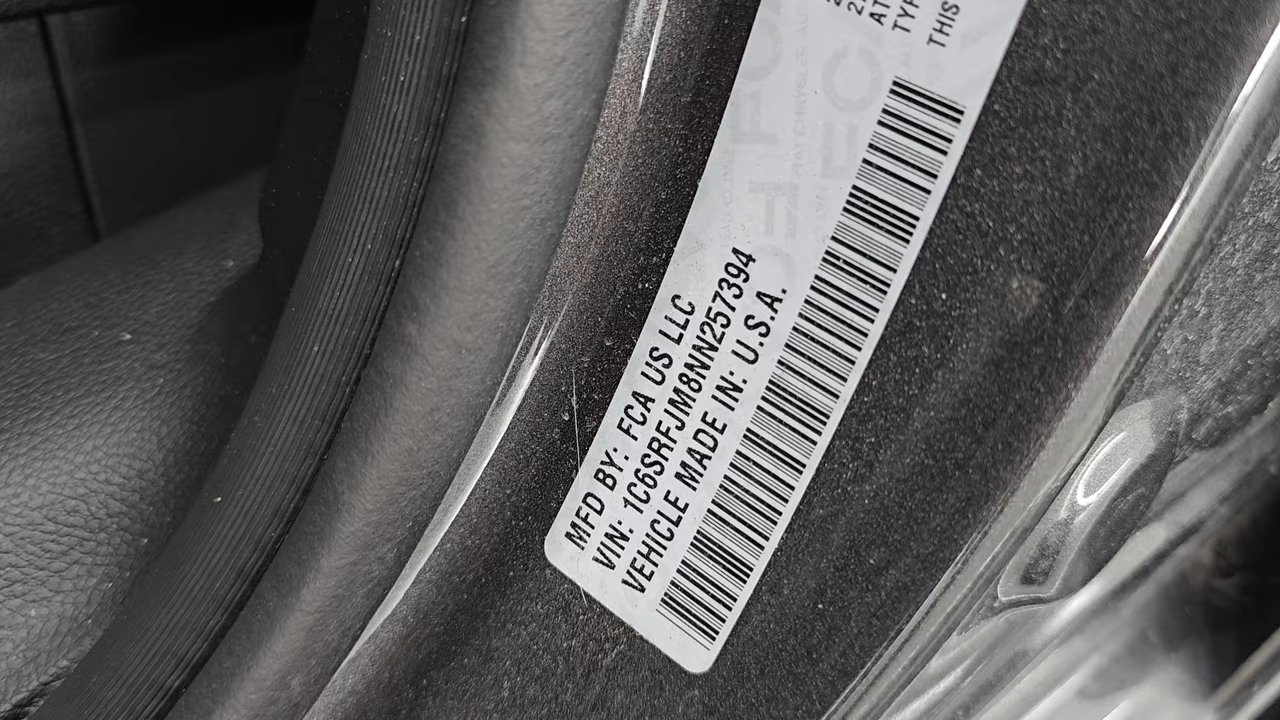 MFD BY: FCA US LLC
VIN: 1C6SRFJM8NN257394
VEHICLE MADE IN: U.S.A.
THIS